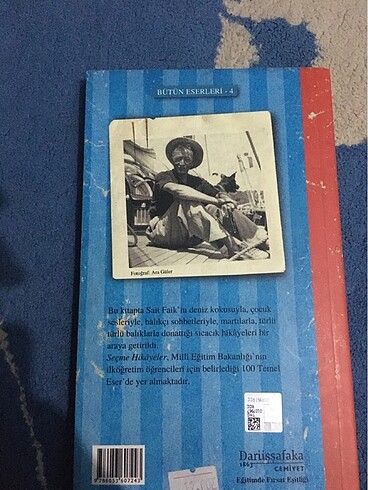 BÜTÜN ESERLERİ - 4
Fotoğraf: Ara Güler
Bu kitapta Sait Faik'in deniz kokusuyla, çocuk
sesleriyle, balıkçı sohbetleriyle, martılarla, türlü
türlü balıklarla donattığı sıcacık hikâyeleri bir
araya getirildi.
Seçme Hikâyeler, Millî Eğitim Bakanlığı'nın
ilköğretim öğrencileri için belirlediği 100 Temel
Eser'de yer almaktadır.
Darüşşafaka
1863 CEMİYET
Eğitimde Fırsat Eşitliği
9786053607243